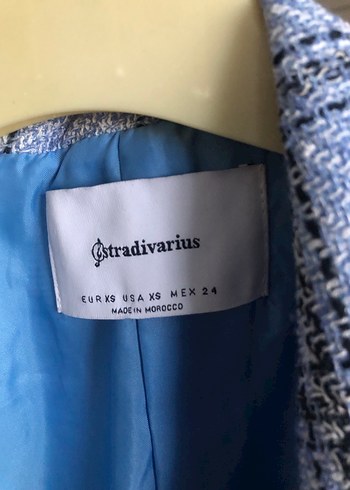 stradivarius
EUR XS USA XS MEX 24
MADE IN MOROCCO